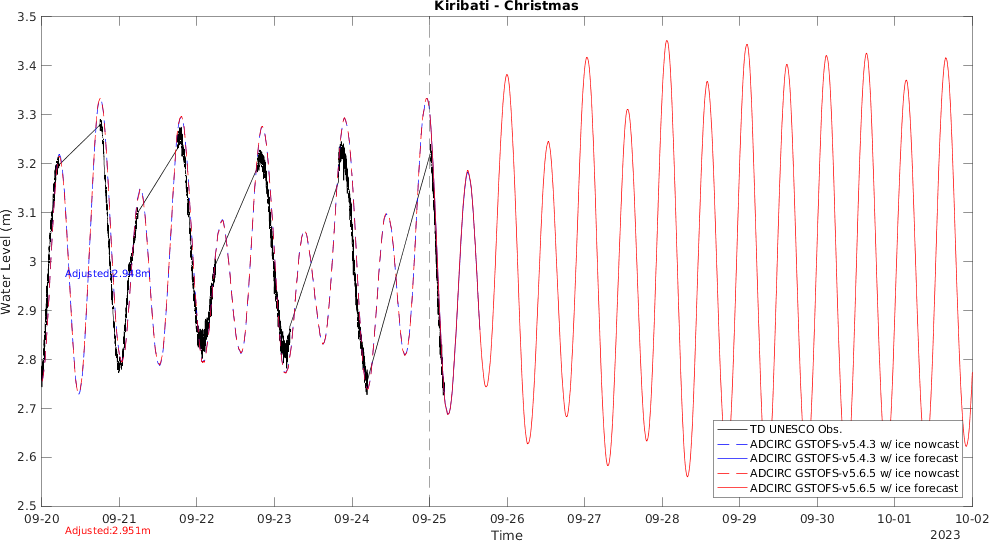 Kiribati - Christmas
3.5
3.4
3.3
3.2
3.1
3
2.9
2.8
2.7
2.6
2.5
Water Level (m)
Adjusted:2.948m
TD UNESCO Obs.
ADCIRC GSTOFS-v5.4.3 w/ ice nowcast
ADCIRC GSTOFS-v5.4.3 w/ ice forecast
ADCIRC GSTOFS-v5.6.5 w/ ice nowcast
ADCIRC GSTOFS-v5.6.5 w/ ice forecast
09-20 09-21 09-22 09-23 09-24 09-25 09-26 09-27 09-28 09-29 09-30 10-01 10-02
Adjusted:2.951m
Time
2023